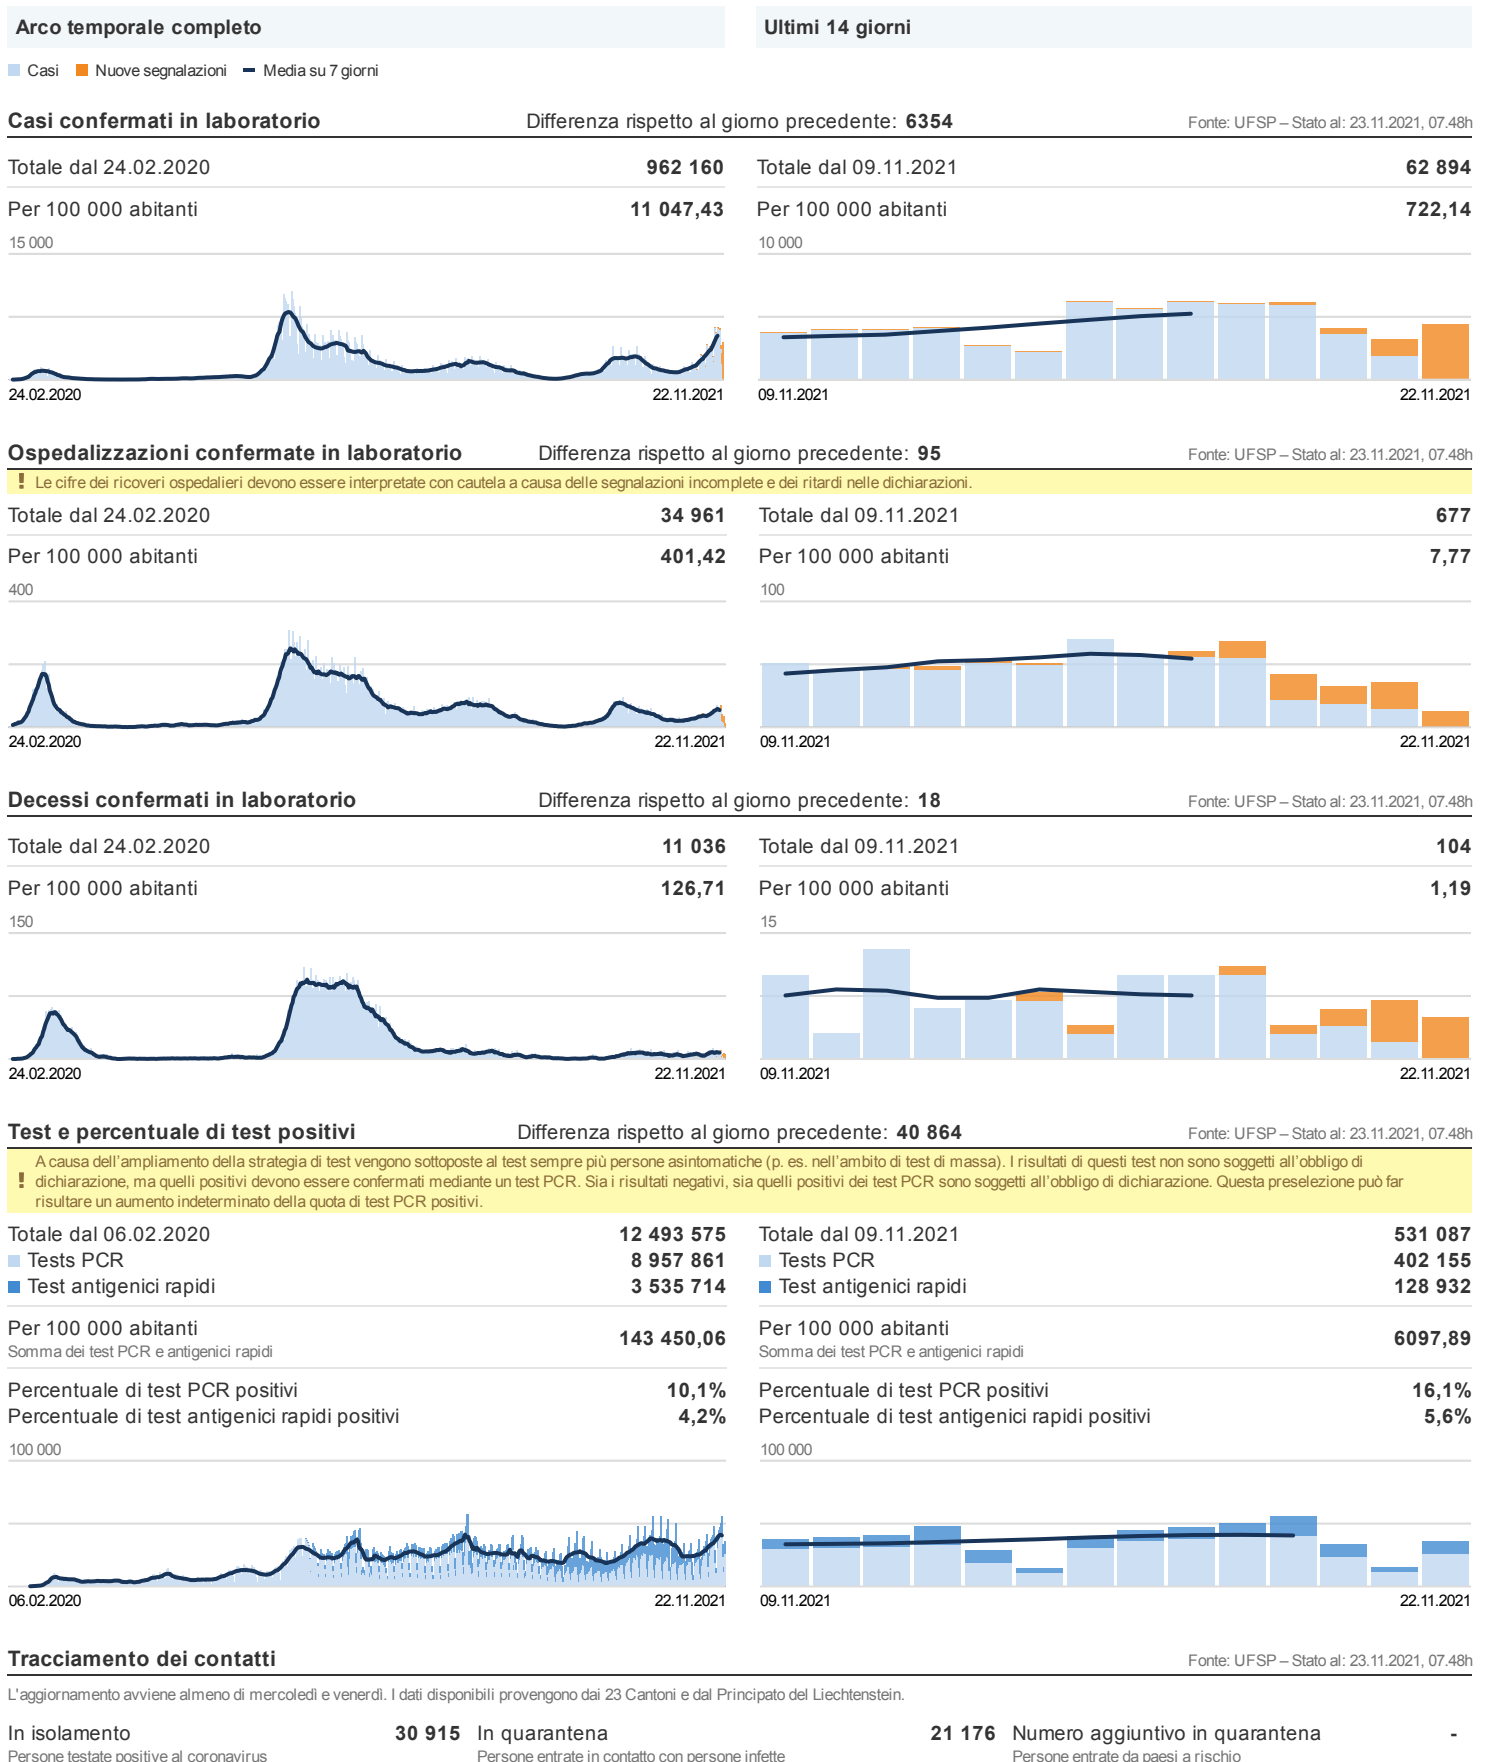 Arco temporale completo
Ultimi 14 giorni
Casi Nuove segnalazioni Media su 7 giorni
Casi confermati in laboratorio Differenza rispetto al giorno precedente: 6354 Fonte: UFSP – Stato al: 23.11.2021, 07.48h
Totale dal 24.02.2020 962 160
Per 100 000 abitanti 11 047,43
15 000
24.02.2020 22.11.2021
Totale dal 09.11.2021 62 894
Per 100 000 abitanti 722,14
10 000
09.11.2021 22.11.2021
Ospedalizzazioni confermate in laboratorio Differenza rispetto al giorno precedente: 95 Fonte: UFSP – Stato al: 23.11.2021, 07.48h
! Le cifre dei ricoveri ospedalieri devono essere interpretate con cautela a causa delle segnalazioni incomplete e dei ritardi nelle dichiarazioni.
Totale dal 24.02.2020 34 961
Per 100 000 abitanti 401,42
400
24.02.2020 22.11.2021
Totale dal 09.11.2021 677
Per 100 000 abitanti 7,77
100
09.11.2021 22.11.2021
Decessi confermati in laboratorio Differenza rispetto al giorno precedente: 18 Fonte: UFSP – Stato al: 23.11.2021, 07.48h
Totale dal 24.02.2020 11 036
Per 100 000 abitanti 126,71
150
24.02.2020 22.11.2021
Totale dal 09.11.2021 104
Per 100 000 abitanti 1,19
15
09.11.2021 22.11.2021
Test e percentuale di test positivi Differenza rispetto al giorno precedente: 40 864 Fonte: UFSP – Stato al: 23.11.2021, 07.48h
A causa dell'ampliamento della strategia di test vengono sottoposte al test sempre più persone asintomatiche (p. es. nell'ambito di test di massa). I risultati di questi test non sono soggetti all'obbligo di
! dichiarazione, ma quelli positivi devono essere confermati mediante un test PCR. Sia i risultati negativi, sia quelli positivi dei test PCR sono soggetti all'obbligo di dichiarazione. Questa preselezione può far
risultare un aumento indeterminato della quota di test PCR positivi.
Totale dal 06.02.2020 12 493 575
Tests PCR 8 957 861
Test antigenici rapidi 3 535 714
Per 100 000 abitanti 143 450,06
Somma dei test PCR e antigenici rapidi
Percentuale di test PCR positivi 10,1%
Percentuale di test antigenici rapidi positivi 4,2%
100 000
06.02.2020 22.11.2021
Totale dal 09.11.2021 531 087
Tests PCR 402 155
Test antigenici rapidi 128 932
Per 100 000 abitanti 6097,89
Somma dei test PCR e antigenici rapidi
Percentuale di test PCR positivi 16,1%
Percentuale di test antigenici rapidi positivi 5,6%
100 000
09.11.2021 22.11.2021
Tracciamento dei contatti Fonte: UFSP – Stato al: 23.11.2021, 07.48h
L'aggiornamento avviene almeno di mercoledì e venerdì. I dati disponibili provengono dai 23 Cantoni e dal Principato del Liechtenstein.
In isolamento 30 915 In quarantena 21 176 Numero aggiuntivo in quarantena -
Persone testate positive al coronavirus Persone entrate in contatto con persone infette Persone entrate da paesi a rischio